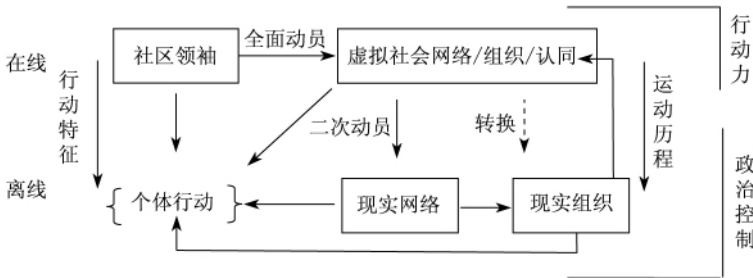 行动力
在线
社区领袖
全面动员
虚拟社会网络/组织/认同
行动特征
二次动员
转换
运动历程
政治控制
离线
{ 个体行动 }
现实网络
现实组织